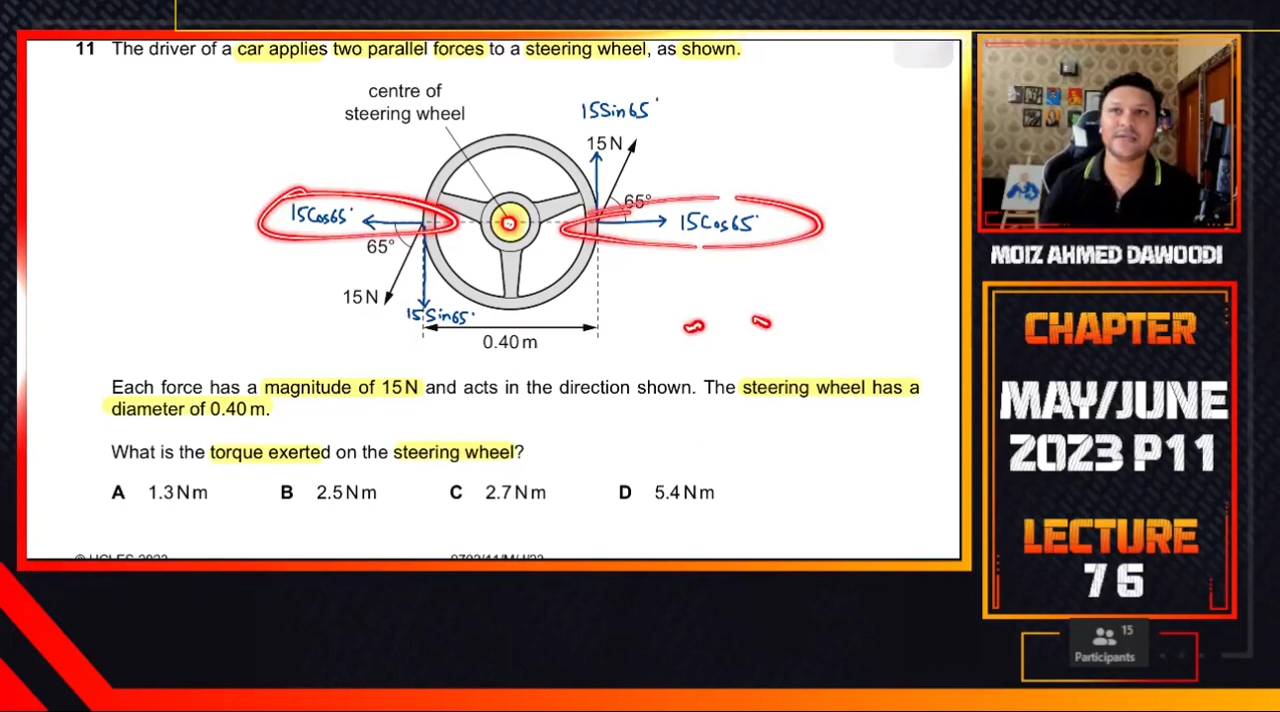 11 The driver of a car applies two parallel forces to a steering wheel, as shown.
centre of
steering wheel
15Sin65°
15 N
65°
15Cos65°
15Cos65°
65°
15 N
15Sin65°
0.40 m
Each force has a magnitude of 15 N and acts in the direction shown. The steering wheel has a
diameter of 0.40 m.
What is the torque exerted on the steering wheel?
A 1.3 N m B 2.5 N m C 2.7 N m D 5.4 N m
MOIZ AHMED DAWOODI
CHAPTER
MAY/JUNE
2023 P11
LECTURE
76
15
Participants